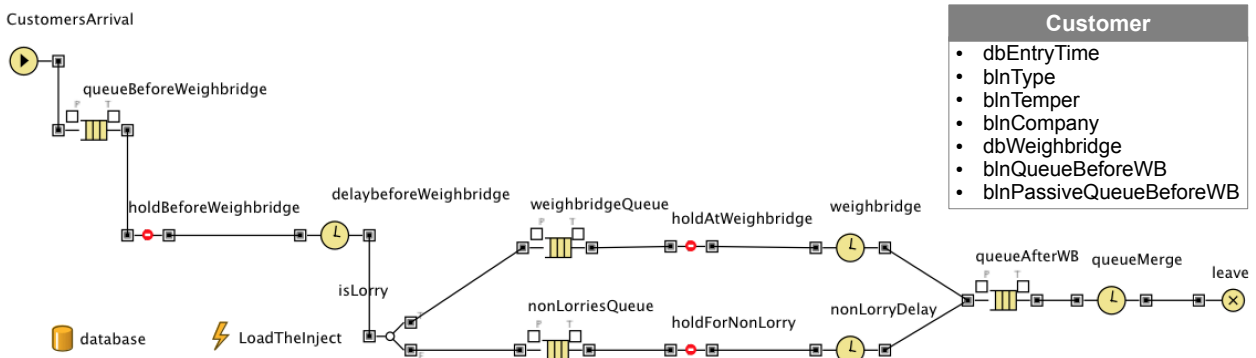 CustomersArrival
Customer
• dbEntryTime
• blnType
• blnTemper
• blnCompany
• dbWeighbridge
• blnQueueBeforeWB
• blnPassiveQueueBeforeWB
queueBeforeWeighbridge
P T
holdBeforeWeighbridge
delaybeforeWeighbridge
weighbridgeQueue
P T
holdAtWeighbridge
weighbridge
queueAfterWB
P T
queueMerge
leave
isLorry
T
F
nonLorriesQueue
P T
holdForNonLorry
nonLorryDelay
database
LoadTheInject